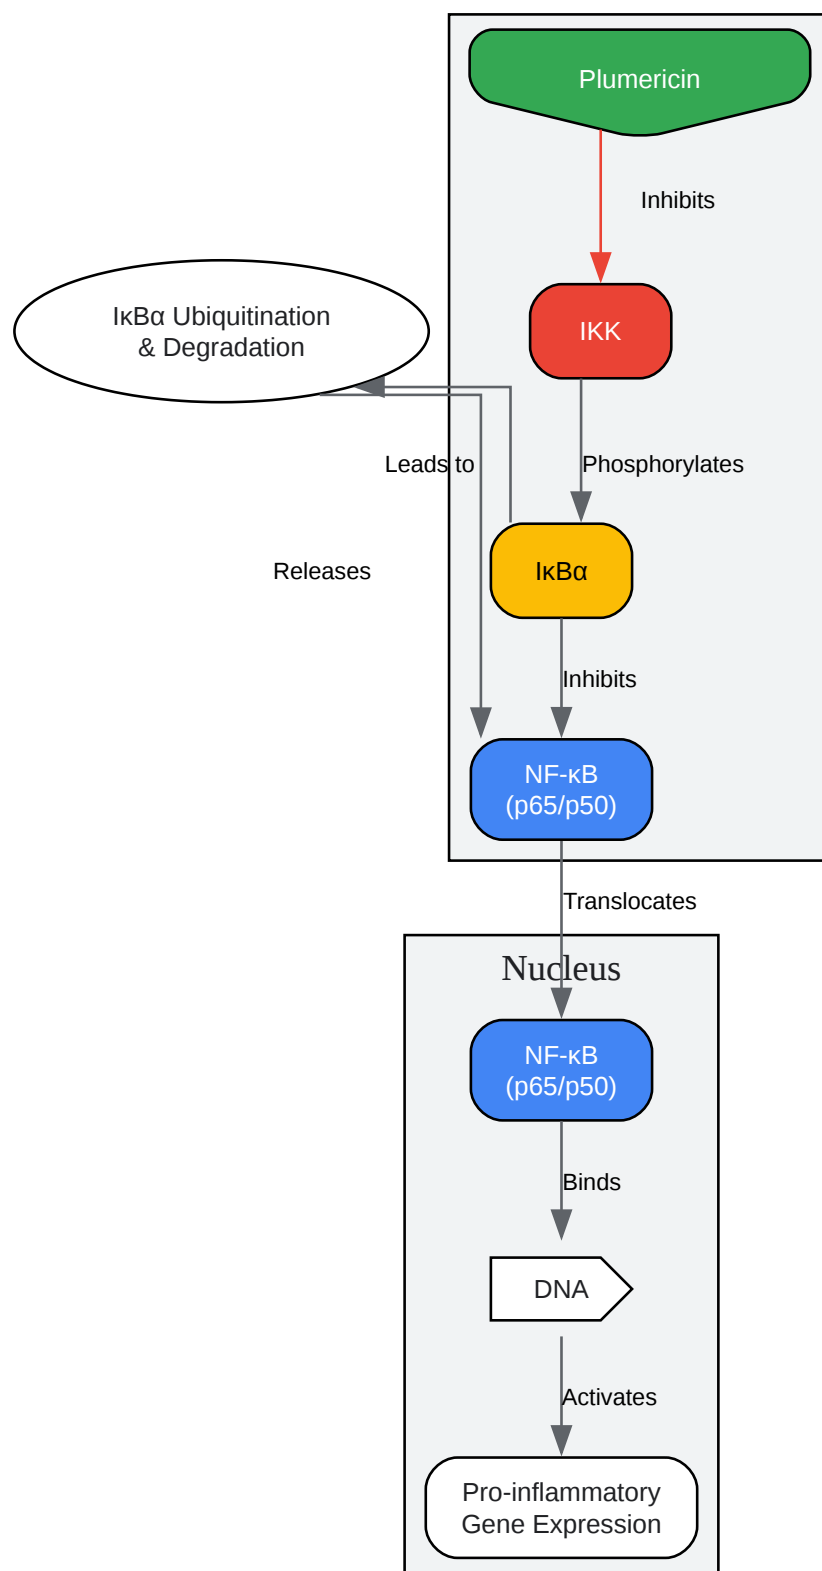 Plumericin
Inhibits
IκBα Ubiquitination
& Degradation
IKK
Leads to
Phosphorylates
Releases
IκBα
Inhibits
NF-κB
(p65/p50)
Translocates
Nucleus
NF-κB
(p65/p50)
Binds
DNA
Activates
Pro-inflammatory
Gene Expression